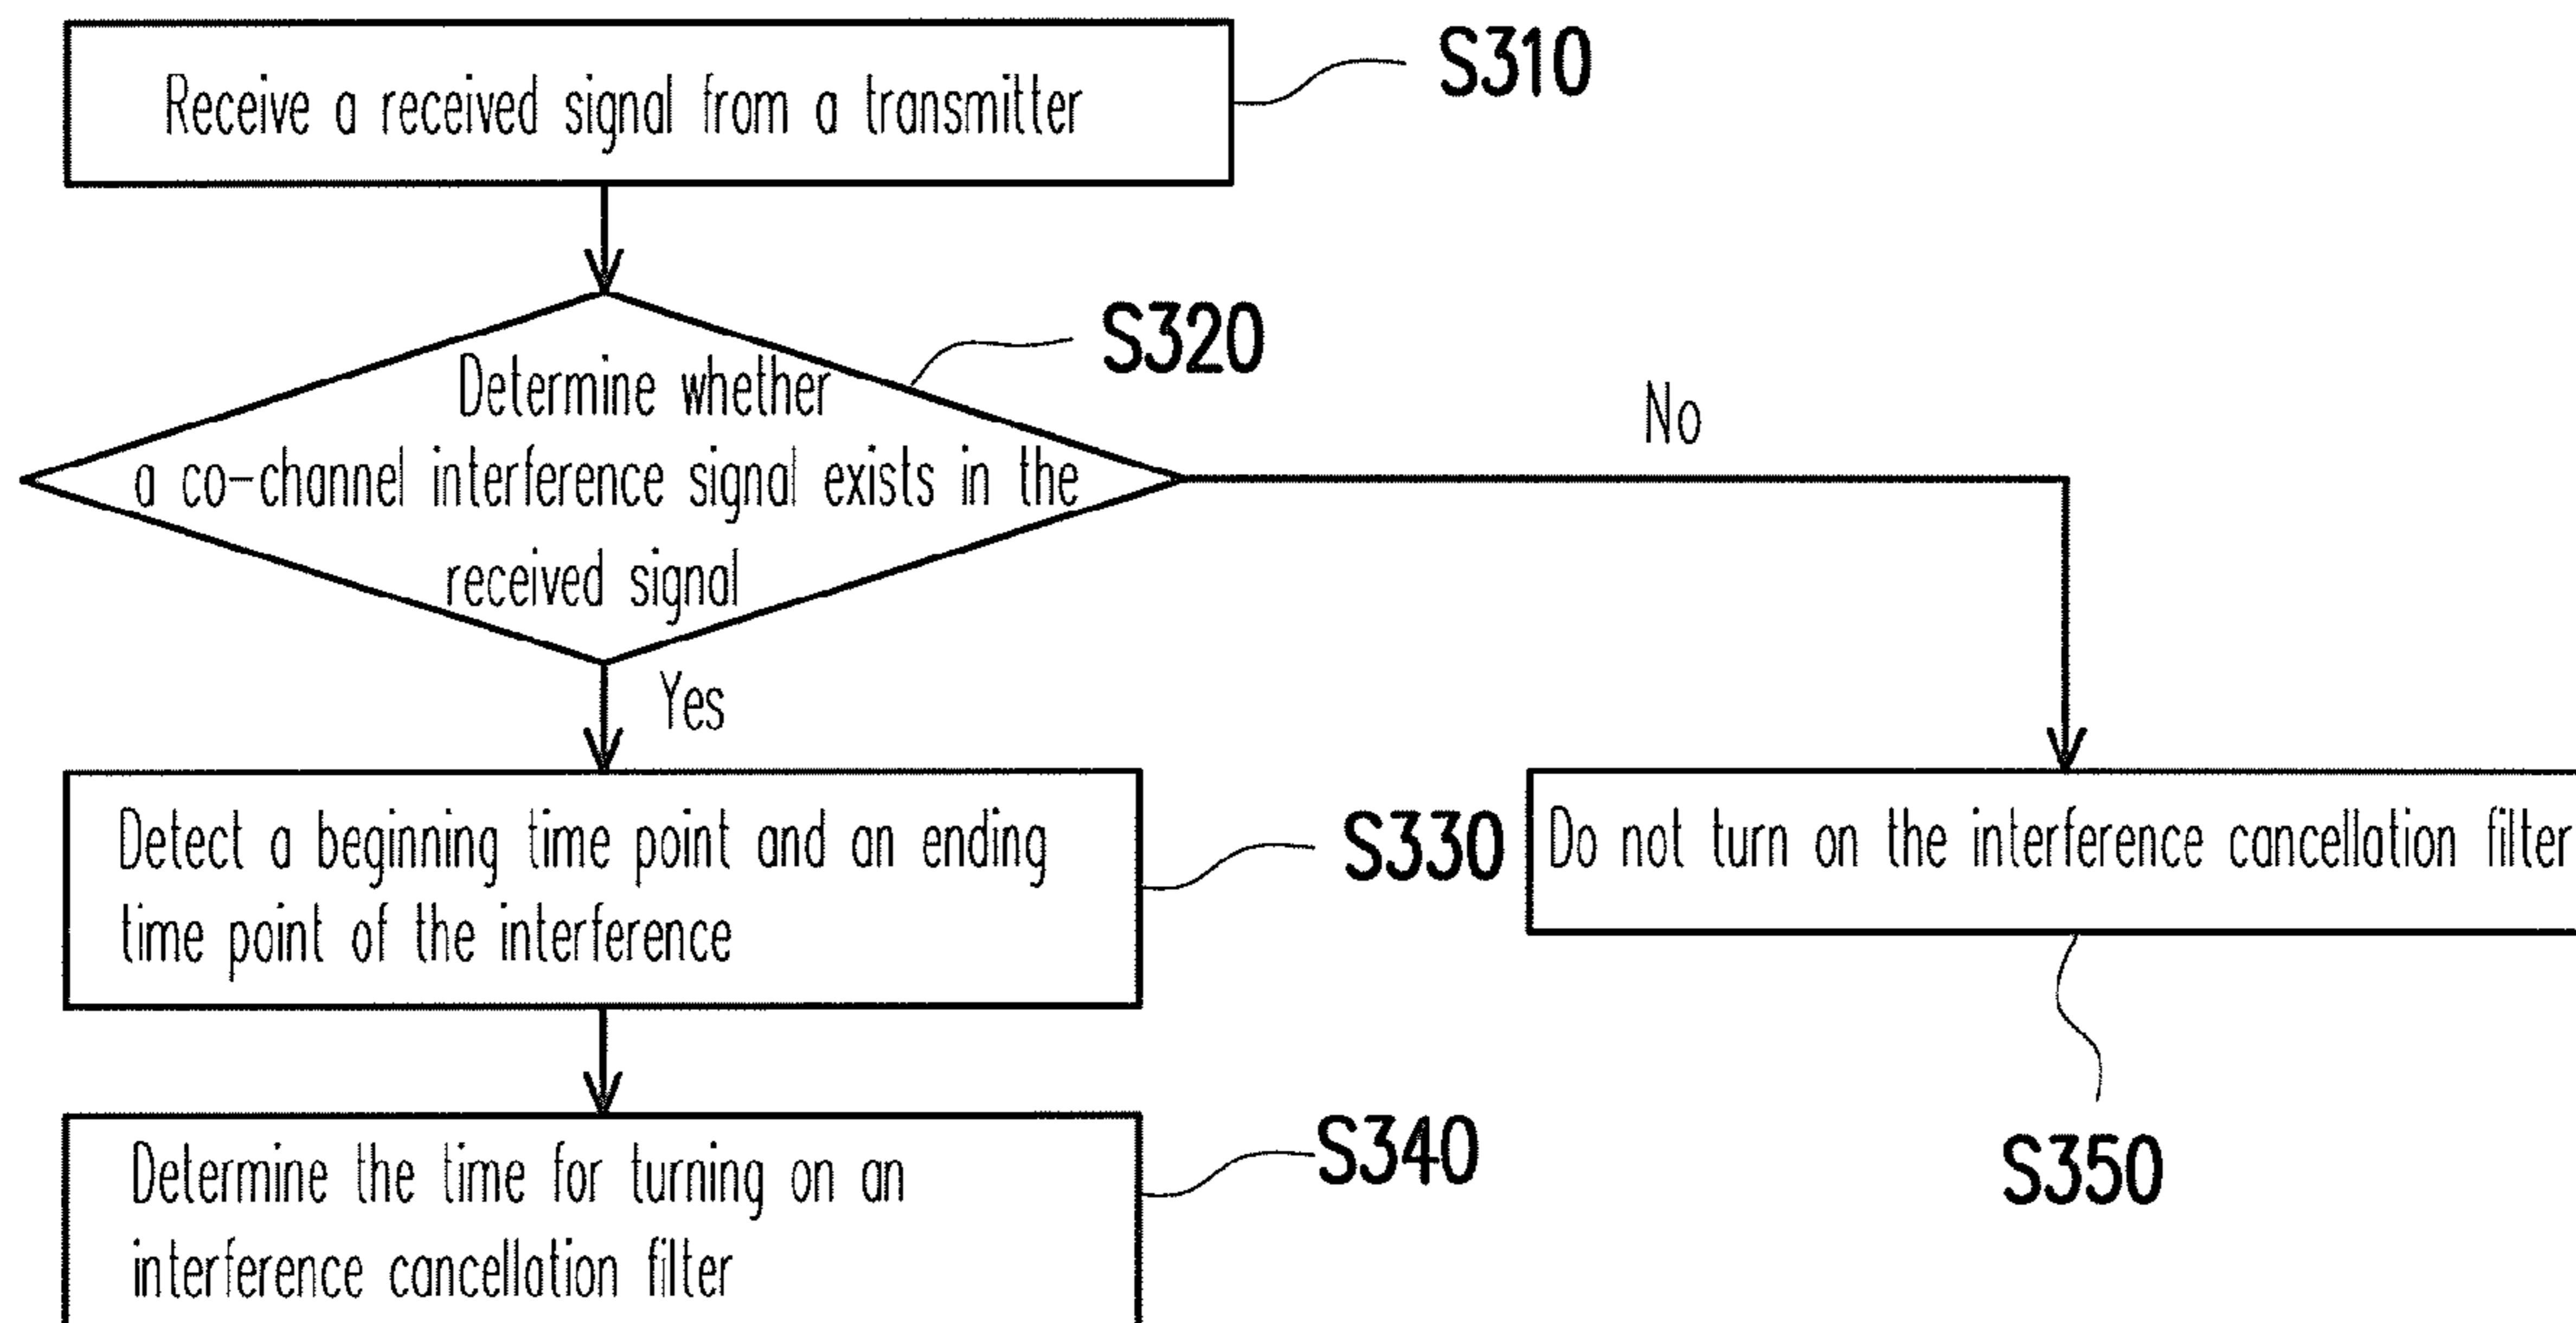 Receive a received signal from a transmitter
S310
Determine whether
a co-channel interference signal exists in the
received signal
S320
No
Yes
Detect a beginning time point and an ending
time point of the interference
S330
Do not turn on the interference cancellation filter
S350
Determine the time for turning on an
interference cancellation filter
S340